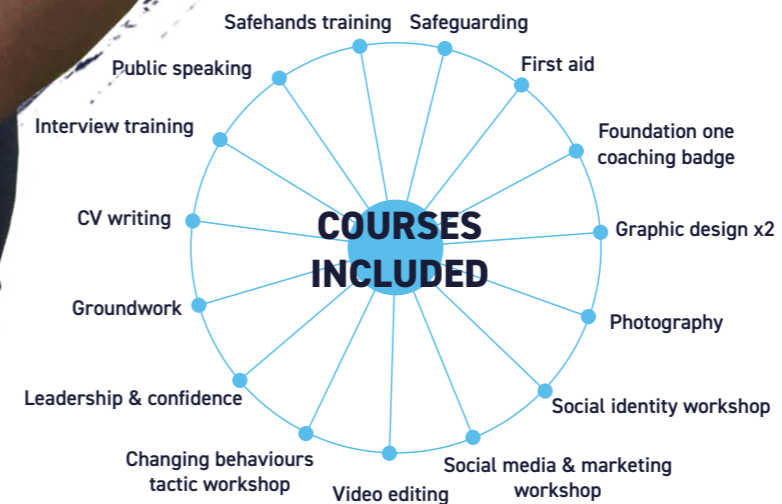 Safehands training
Safeguarding
Public speaking
First aid
Interview training
Foundation one
coaching badge
CV writing
COURSES
INCLUDED
Graphic design x2
Groundwork
Photography
Leadership & confidence
Social identity workshop
Changing behaviours
tactic workshop
Video editing
Social media & marketing
workshop